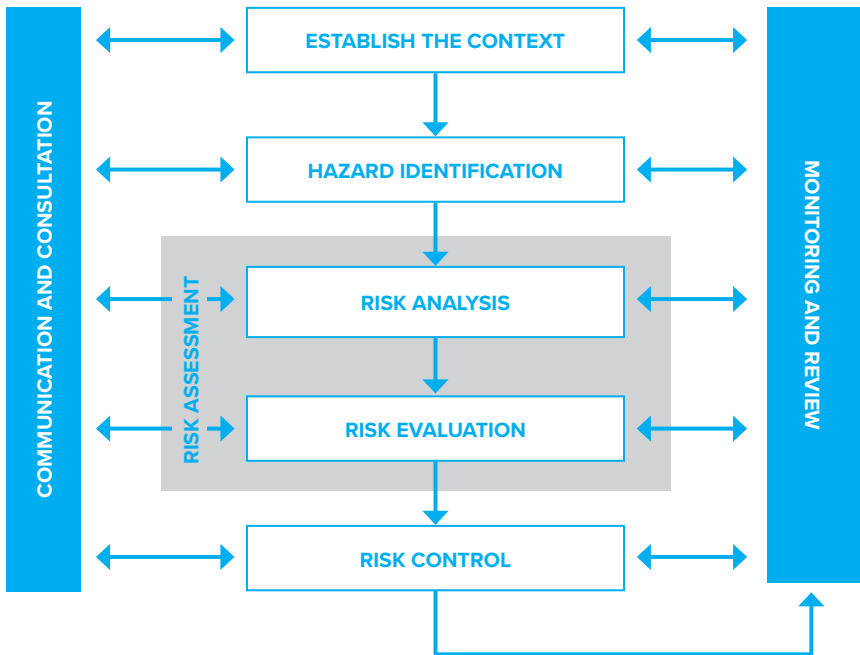 COMMUNICATION AND CONSULTATION
ESTABLISH THE CONTEXT
HAZARD IDENTIFICATION
RISK ASSESSMENT
RISK ANALYSIS
RISK EVALUATION
RISK CONTROL
MONITORING AND REVIEW